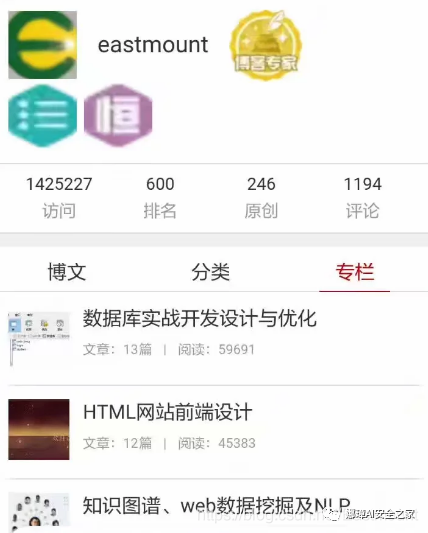 eastmount
博客专家
恒
1425227 600 246 1194
访问 排名 原创 评论
博文 分类 专栏
数据库实战开发设计与优化
文章：13篇 | 阅读：59691
HTML网站前端设计
文章：12篇 | 阅读：45383
知识图谱、web数据挖掘及NLP
娜璋AI安全之家